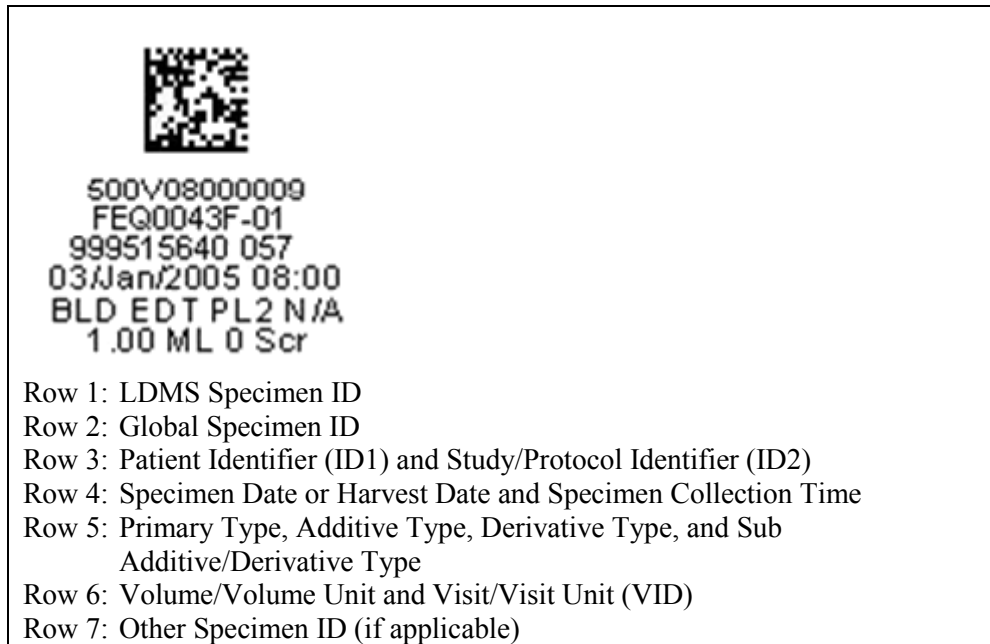 500V08000009
FEQ0043F-01
999515640 057
03/Jan/2005 08:00
BLD EDT PL2 N/A
1.00 ML 0 Scr
Row 1: LDMS Specimen ID
Row 2: Global Specimen ID
Row 3: Patient Identifier (ID1) and Study/Protocol Identifier (ID2)
Row 4: Specimen Date or Harvest Date and Specimen Collection Time
Row 5: Primary Type, Additive Type, Derivative Type, and Sub
Additive/Derivative Type
Row 6: Volume/Volume Unit and Visit/Visit Unit (VID)
Row 7: Other Specimen ID (if applicable)